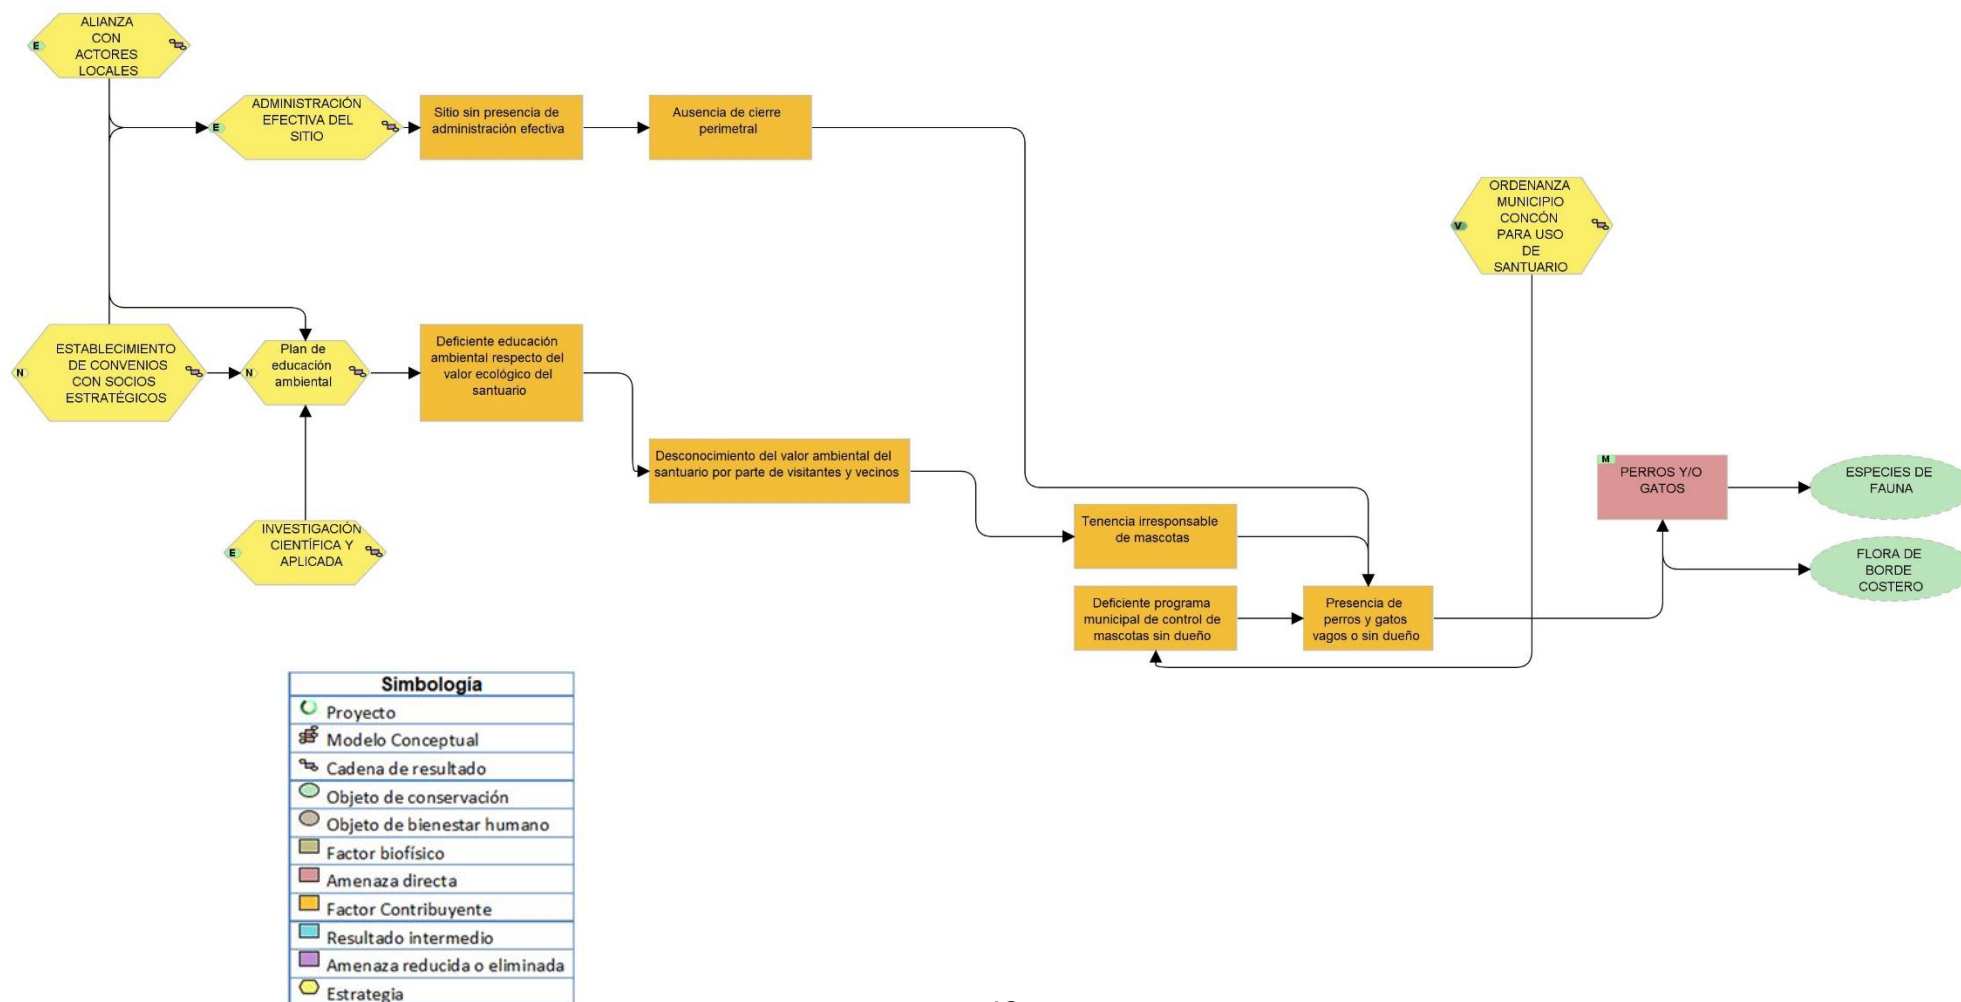 ALIANZA
CON
ACTORES
LOCALES
E
ADMINISTRACIÓN
EFECTIVA DEL
SITIO
E
Sitio sin presencia de
administración efectiva
Ausencia de cierre
perimetral
ORDENANZA
MUNICIPIO
CONCÓN
PARA USO
DE
SANTUARIO
V
ESTABLECIMIENTO
DE CONVENIOS
CON SOCIOS
ESTRATÉGICOS
N
Plan de
educación
ambiental
N
Deficiente educación
ambiental respecto del
valor ecológico del
santuario
Desconocimiento del valor ambiental del
santuario por parte de visitantes y vecinos
INVESTIGACIÓN
CIENTÍFICA Y
APLICADA
E
Tenencia irresponsable
de mascotas
Deficiente programa
municipal de control de
mascotas sin dueño
Presencia de
perros y gatos
vagos o sin dueño
M
PERROS Y/O
GATOS
ESPECIES DE
FAUNA
FLORA DE
BORDE
COSTERO
Simbología
Proyecto
Modelo Conceptual
Cadena de resultado
Objeto de conservación
Objeto de bienestar humano
Factor biofísico
Amenaza directa
Factor Contribuyente
Resultado intermedio
Amenaza reducida o eliminada
Estrategia